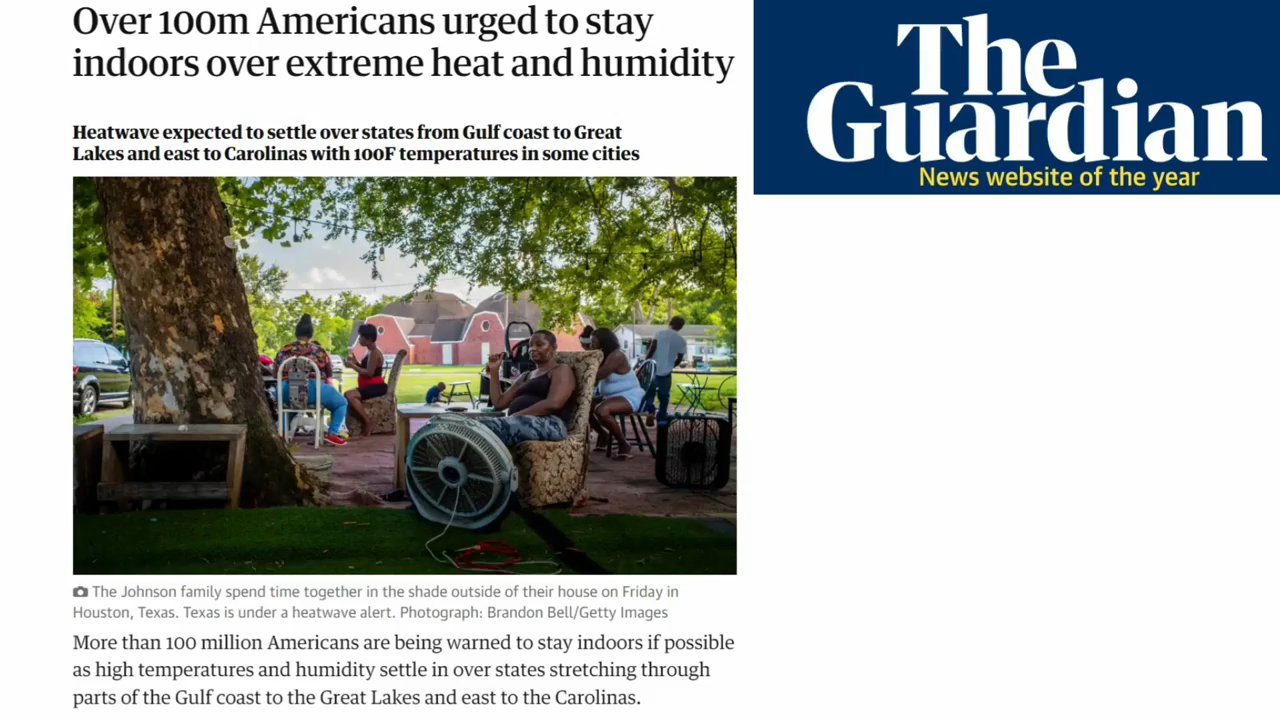 Over 100m Americans urged to stay
indoors over extreme heat and humidity
Heatwave expected to settle over states from Gulf coast to Great
Lakes and east to Carolinas with 100F temperatures in some cities
The Johnson family spend time together in the shade outside of their house on Friday in
Houston, Texas. Texas is under a heatwave alert. Photograph: Brandon Bell/Getty Images
More than 100 million Americans are being warned to stay indoors if possible
as high temperatures and humidity settle in over states stretching through
parts of the Gulf coast to the Great Lakes and east to the Carolinas.
The
Guardian
News website of the year